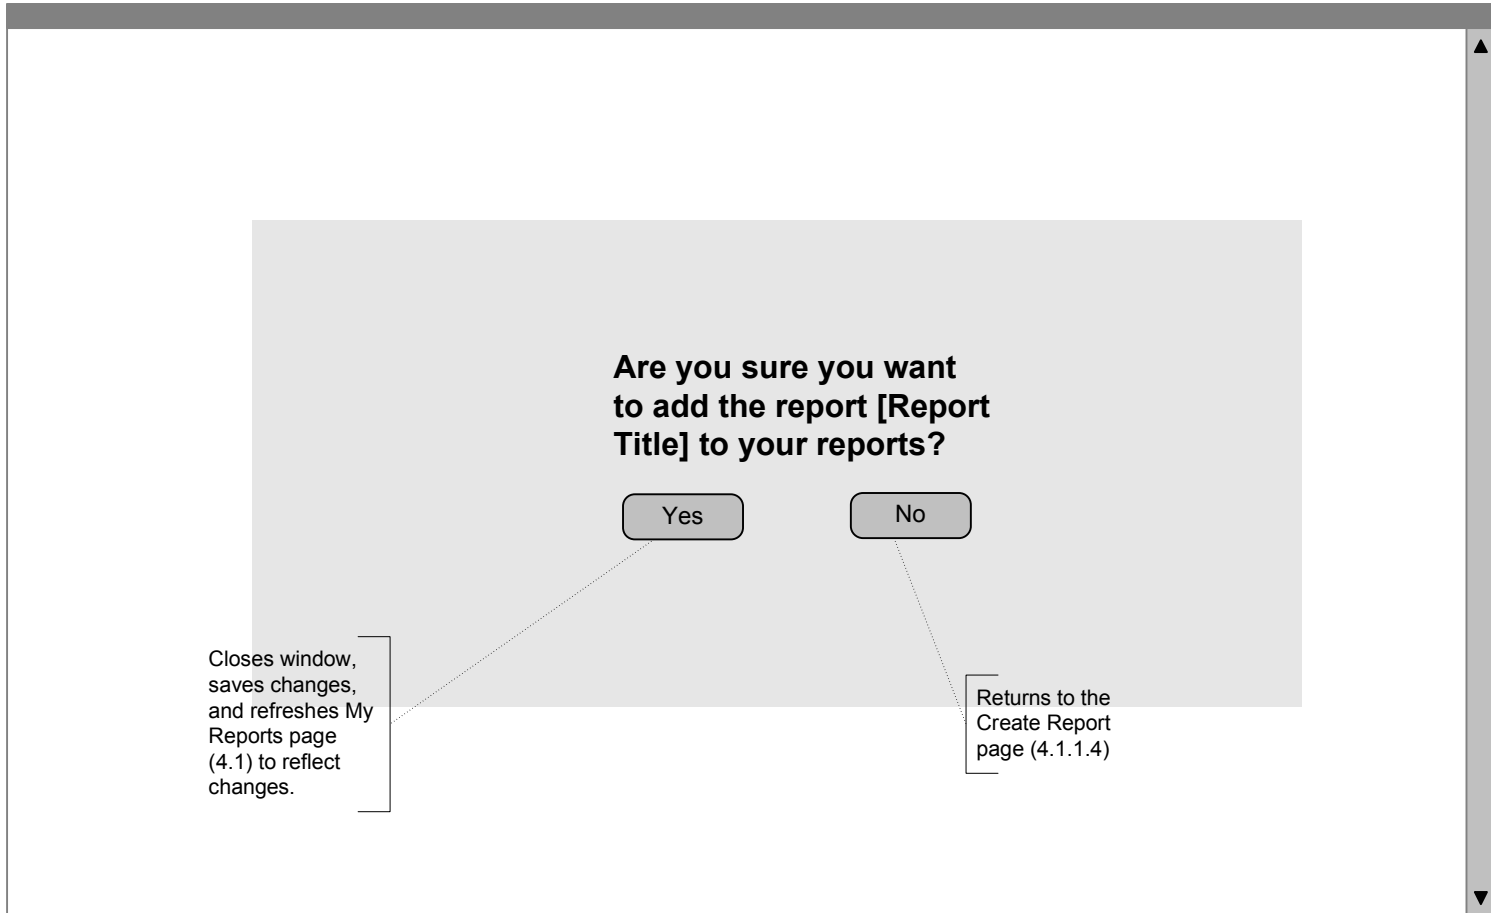 Are you sure you want
to add the report [Report
Title] to your reports?
Yes
No
Closes window,
saves changes,
and refreshes My
Reports page
(4.1) to reflect
changes.
Returns to the
Create Report
page (4.1.1.4)